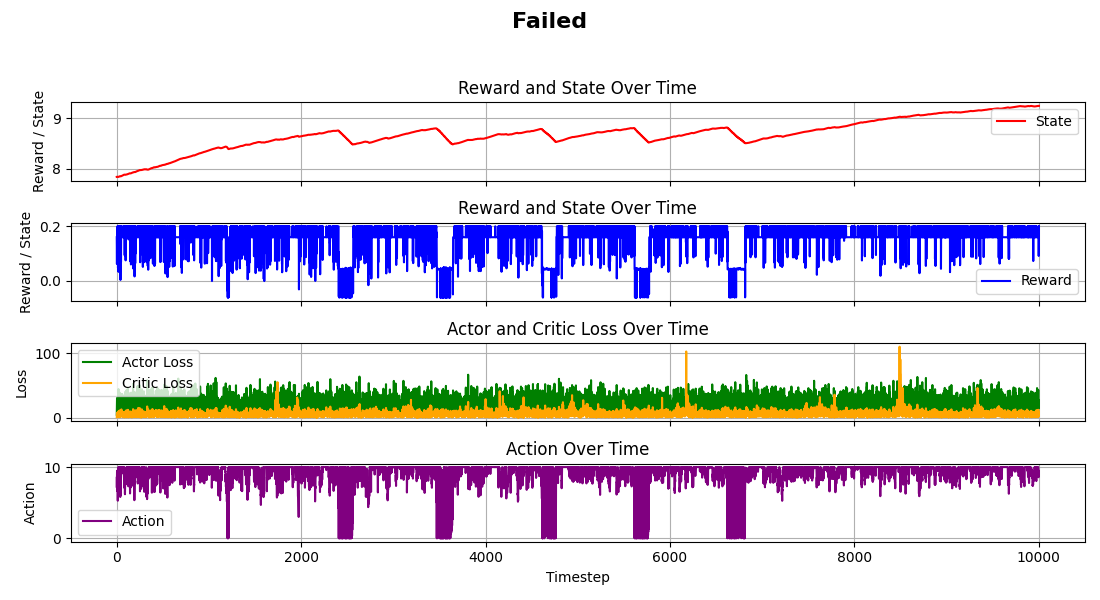 Failed
Reward and State Over Time
Reward / State
9
8
State
Reward and State Over Time
Reward / State
0.2
0.0
Reward
Actor and Critic Loss Over Time
Loss
100
0
Actor Loss
Critic Loss
Action Over Time
Action
10
0
Action
0 2000 4000 6000 8000 10000
Timestep